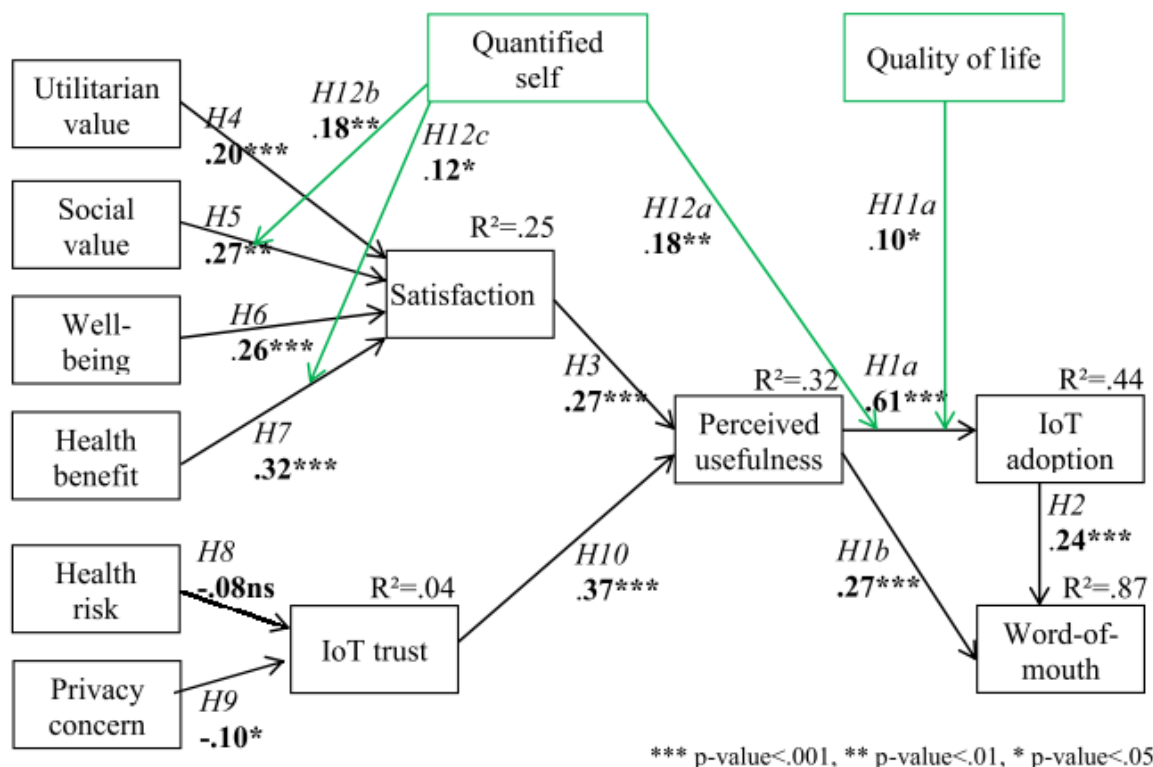 Quantified
self
Quality of life
Utilitarian
value
H4
.20***
H12b
.18**
H12c
.12*
Social
value
H5
.27**
H12a
.18**
H11a
.10*
R²=.25
Satisfaction
Well-
being
H6
.26***
H3
.27***
R²=.32
H1a
.61***
R²=.44
Health
benefit
H7
.32***
Perceived
usefulness
IoT
adoption
H2
.24***
Health
risk
H8
-.08ns
R²=.04
IoT trust
H10
.37***
H1b
.27***
R²=.87
Word-of-
mouth
Privacy
concern
H9
-.10*
*** p-value<.001, ** p-value<.01, * p-value<.05